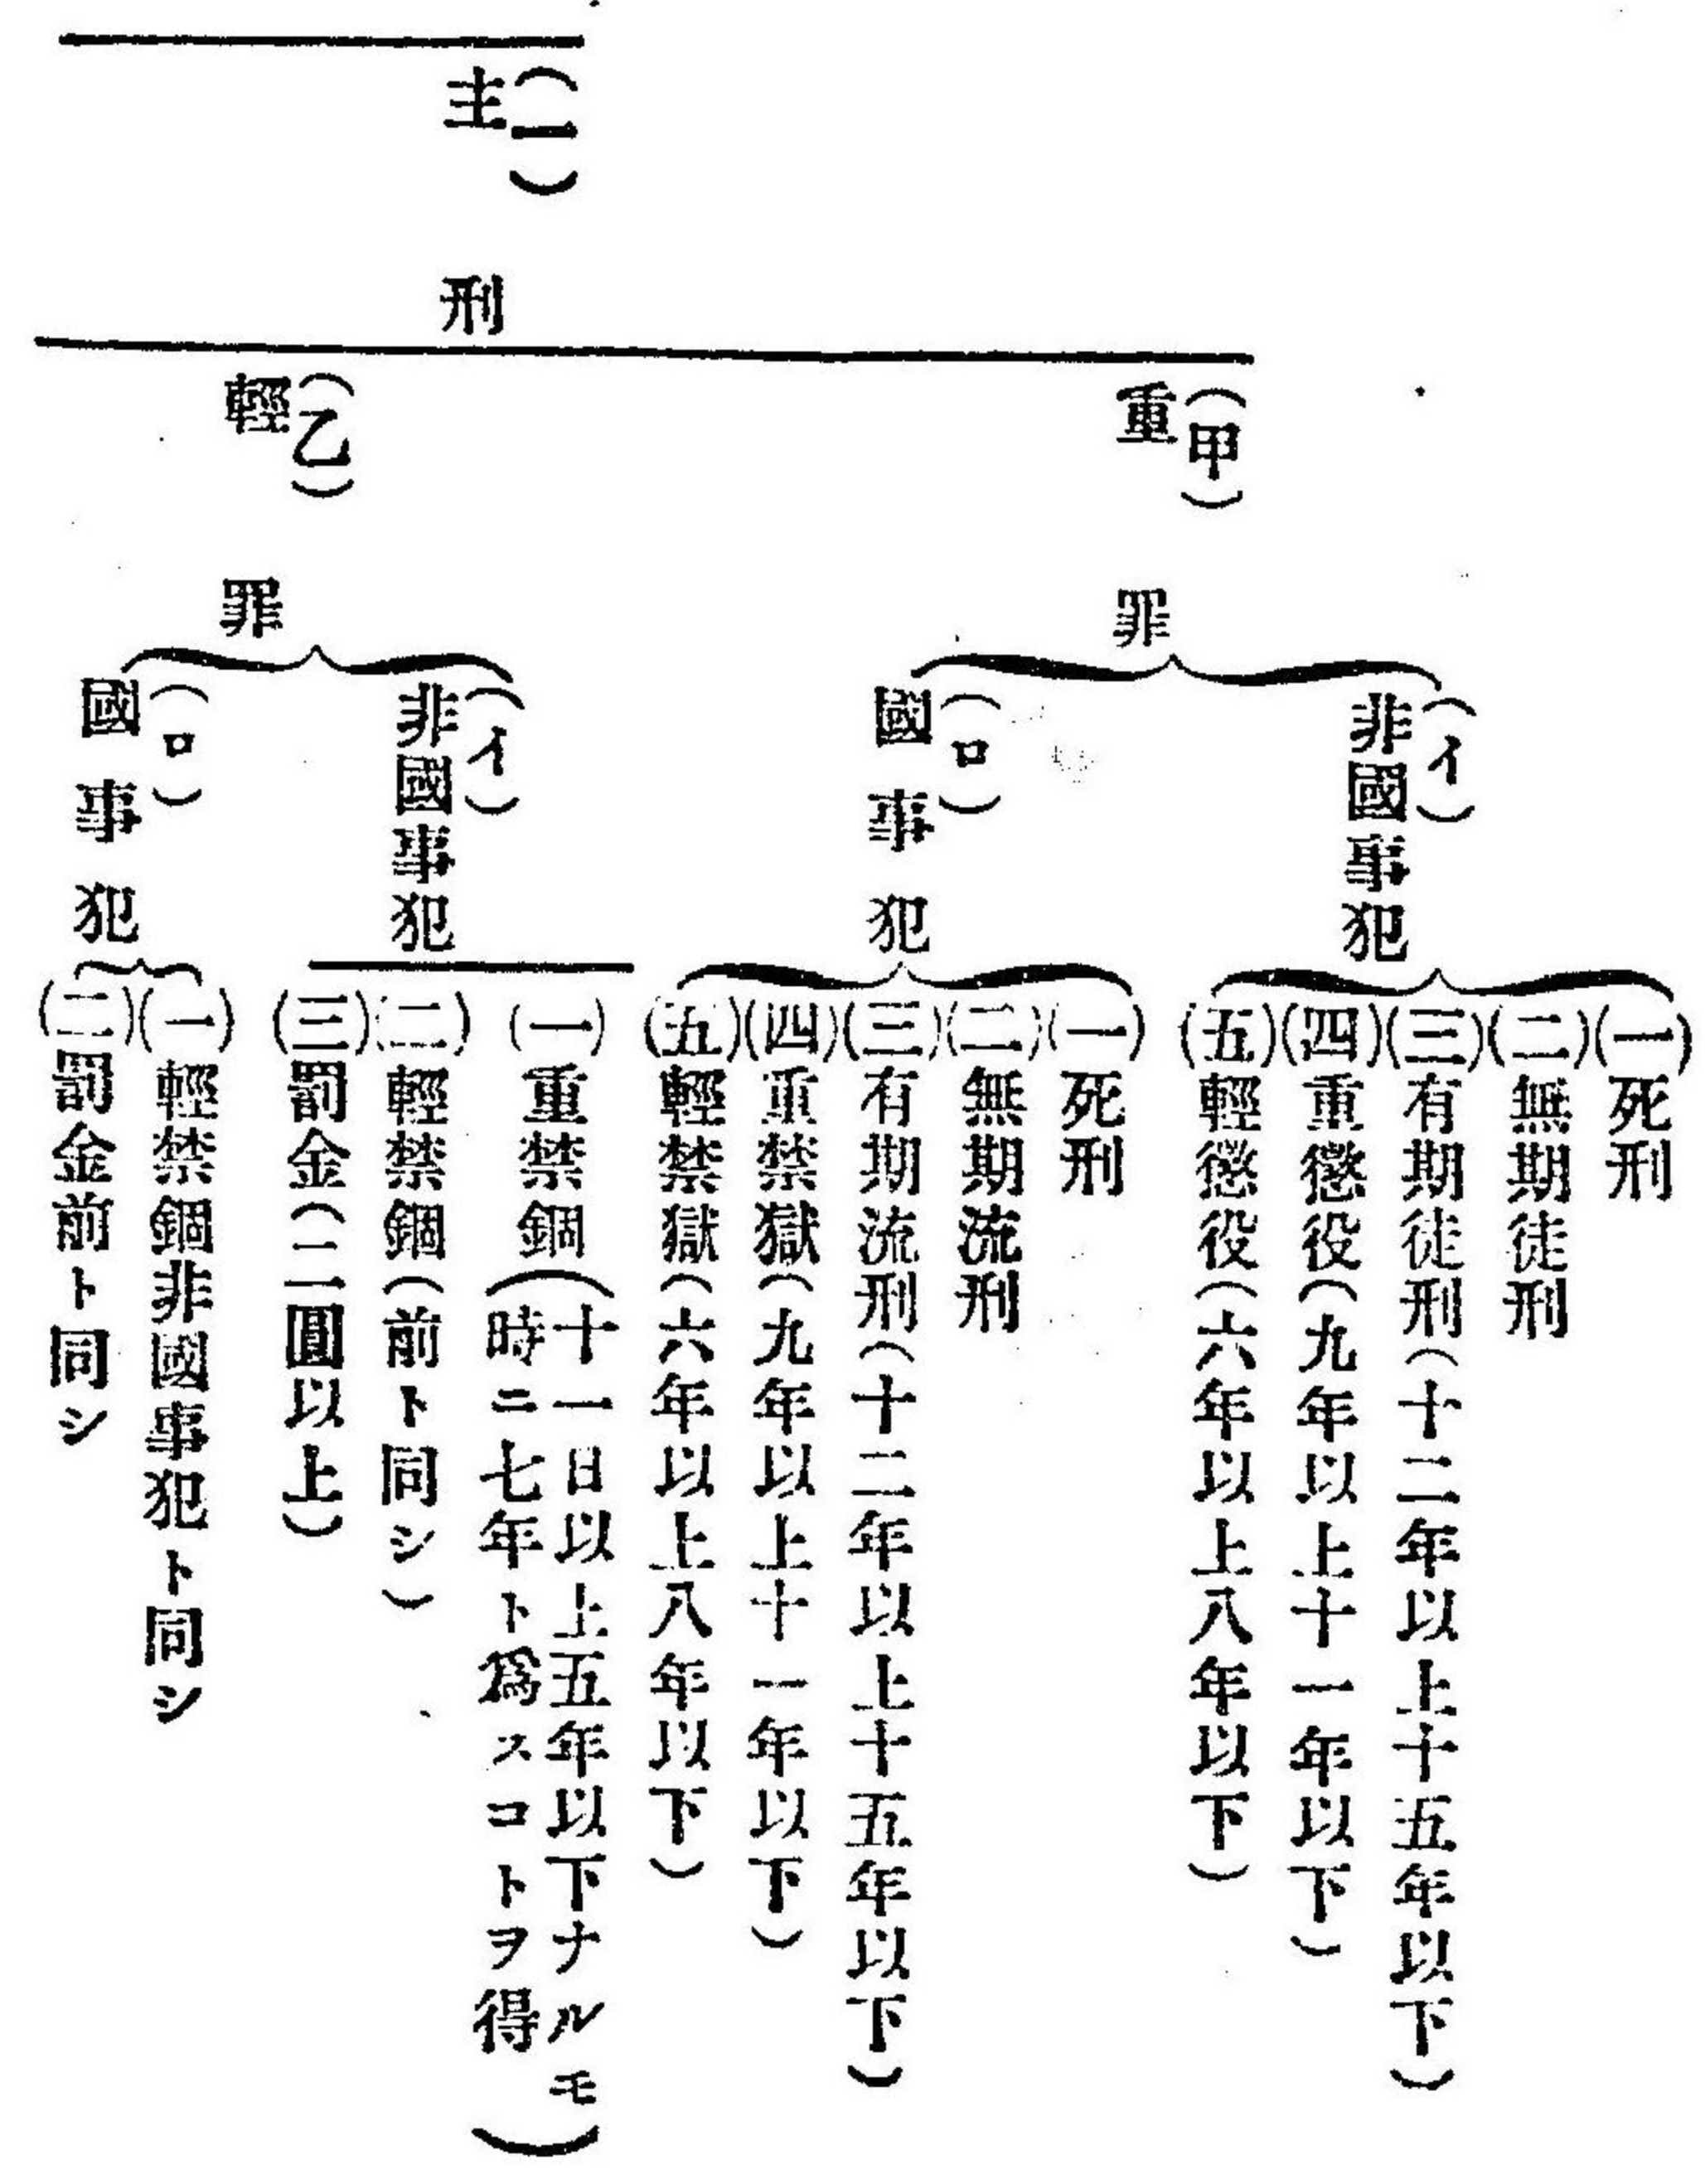 (一)
主刑
(甲)
重罪
(イ)
非國事犯
(一)死刑
(二)無期徒刑
(三)有期徒刑(十二年以上十五年以下)
(四)重懲役(九年以上十一年以下)
(五)輕懲役(六年以上八年以下)
(ロ)
國事犯
(一)死刑
(二)無期流刑
(三)有期流刑(十二年以上十五年以下)
(四)重禁獄(九年以上十一年以下)
(五)輕禁獄(六年以上八年以下)
(乙)
輕罪
(イ)
非國事犯
(一)重禁錮(十一日以上五年以下ナルモ
時ニ七年ト爲スコトヲ得)
(二)輕禁錮(前ト同シ)
(三)罰金(二圓以上)
(ロ)
國事犯
(一)輕禁錮非國事犯ト同シ
(二)罰金前ト同シ